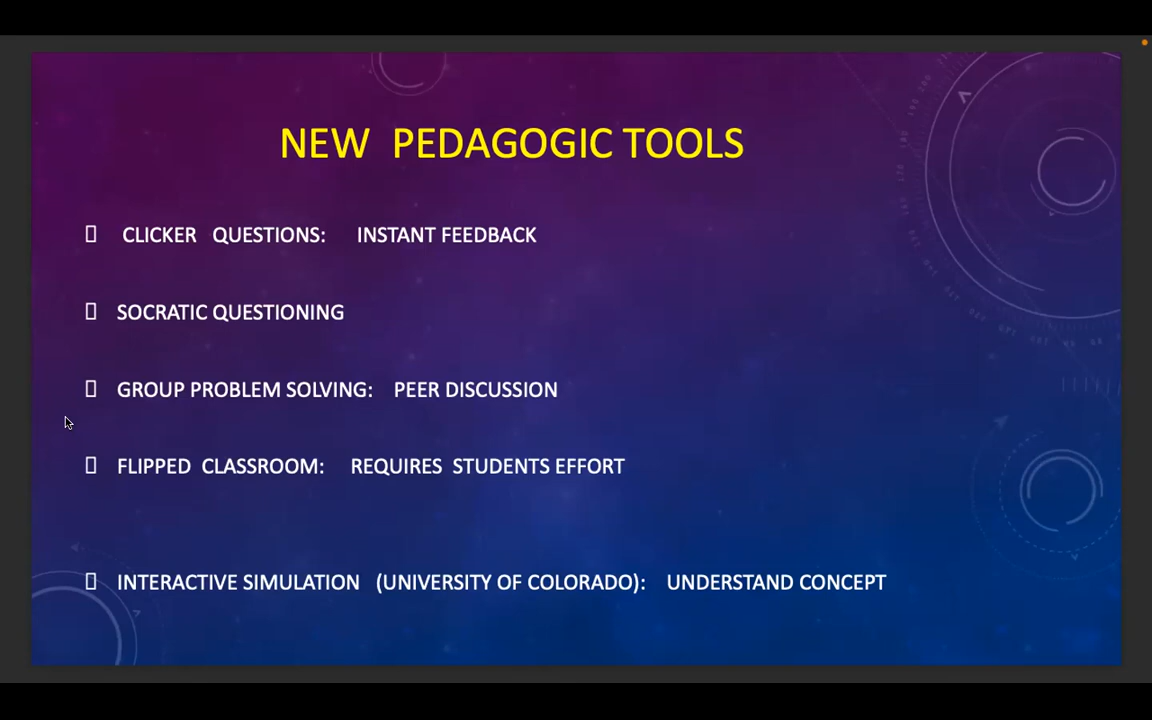 NEW PEDAGOGIC TOOLS
CLICKER QUESTIONS: INSTANT FEEDBACK
SOCRATIC QUESTIONING
GROUP PROBLEM SOLVING: PEER DISCUSSION
FLIPPED CLASSROOM: REQUIRES STUDENTS EFFORT
INTERACTIVE SIMULATION (UNIVERSITY OF COLORADO): UNDERSTAND CONCEPT